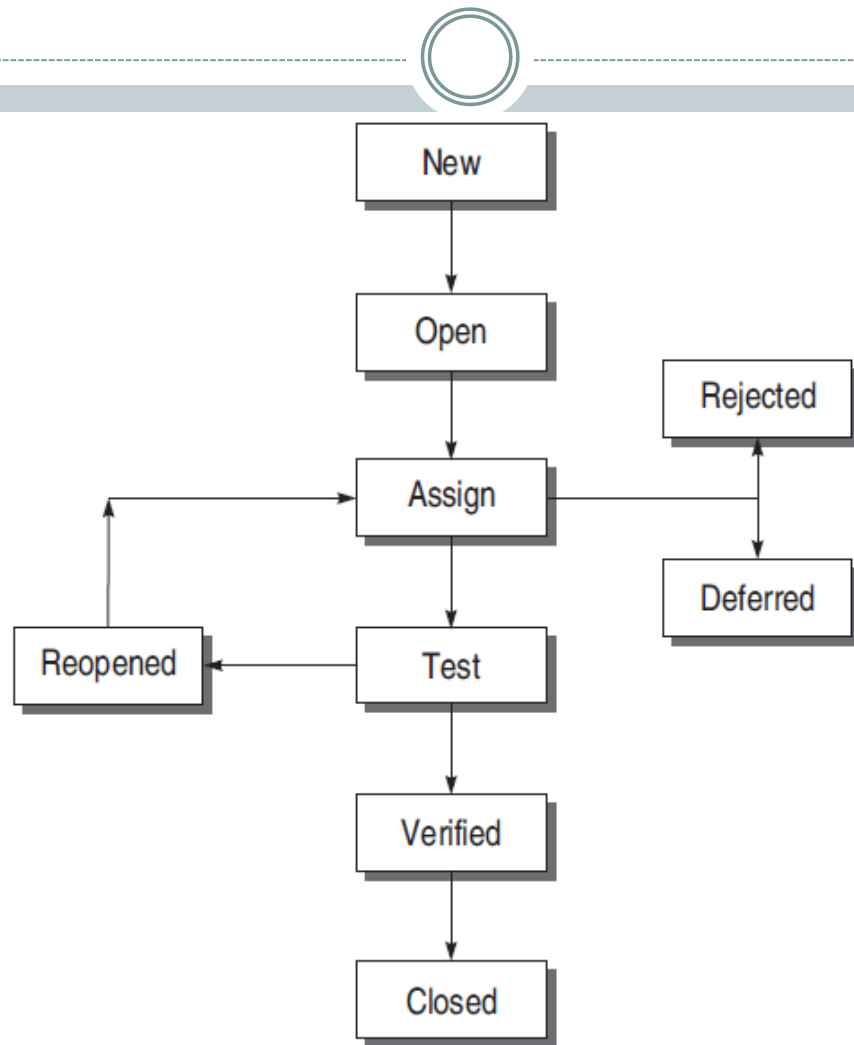 New
Open
Rejected
Assign
Deferred
Reopened
Test
Verified
Closed